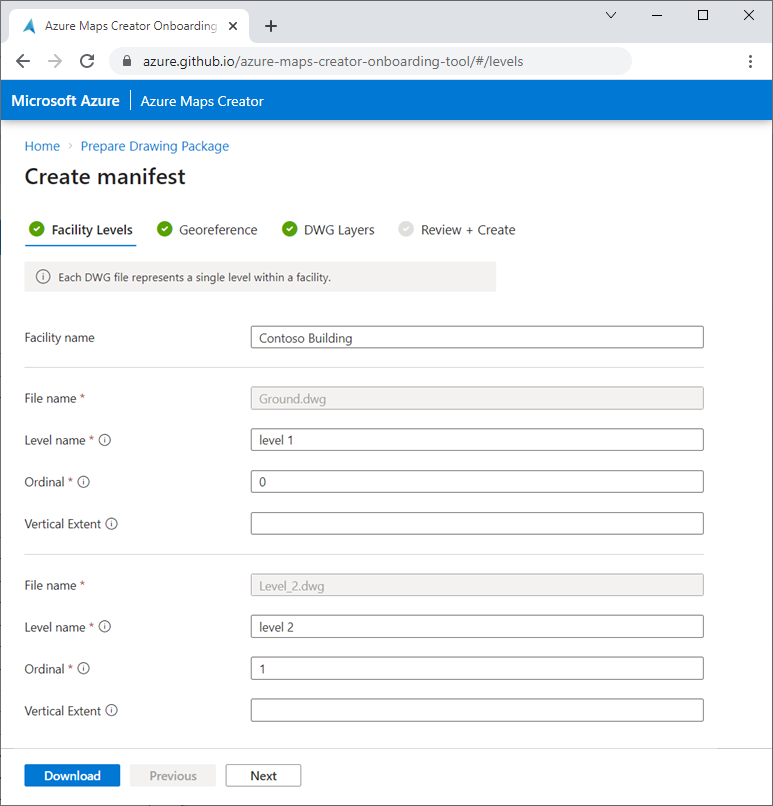 Azure Maps Creator Onboarding
azure.github.io/azure-maps-creator-onboarding-tool/#/levels
Microsoft Azure | Azure Maps Creator
Home > Prepare Drawing Package
Create manifest
Facility Levels Georeference DWG Layers Review + Create
Each DWG file represents a single level within a facility.
Facility name Contoso Building
File name * Ground.dwg
Level name * level 1
Ordinal * 0
Vertical Extent
File name * Level_2.dwg
Level name * level 2
Ordinal * 1
Vertical Extent
Download Previous Next